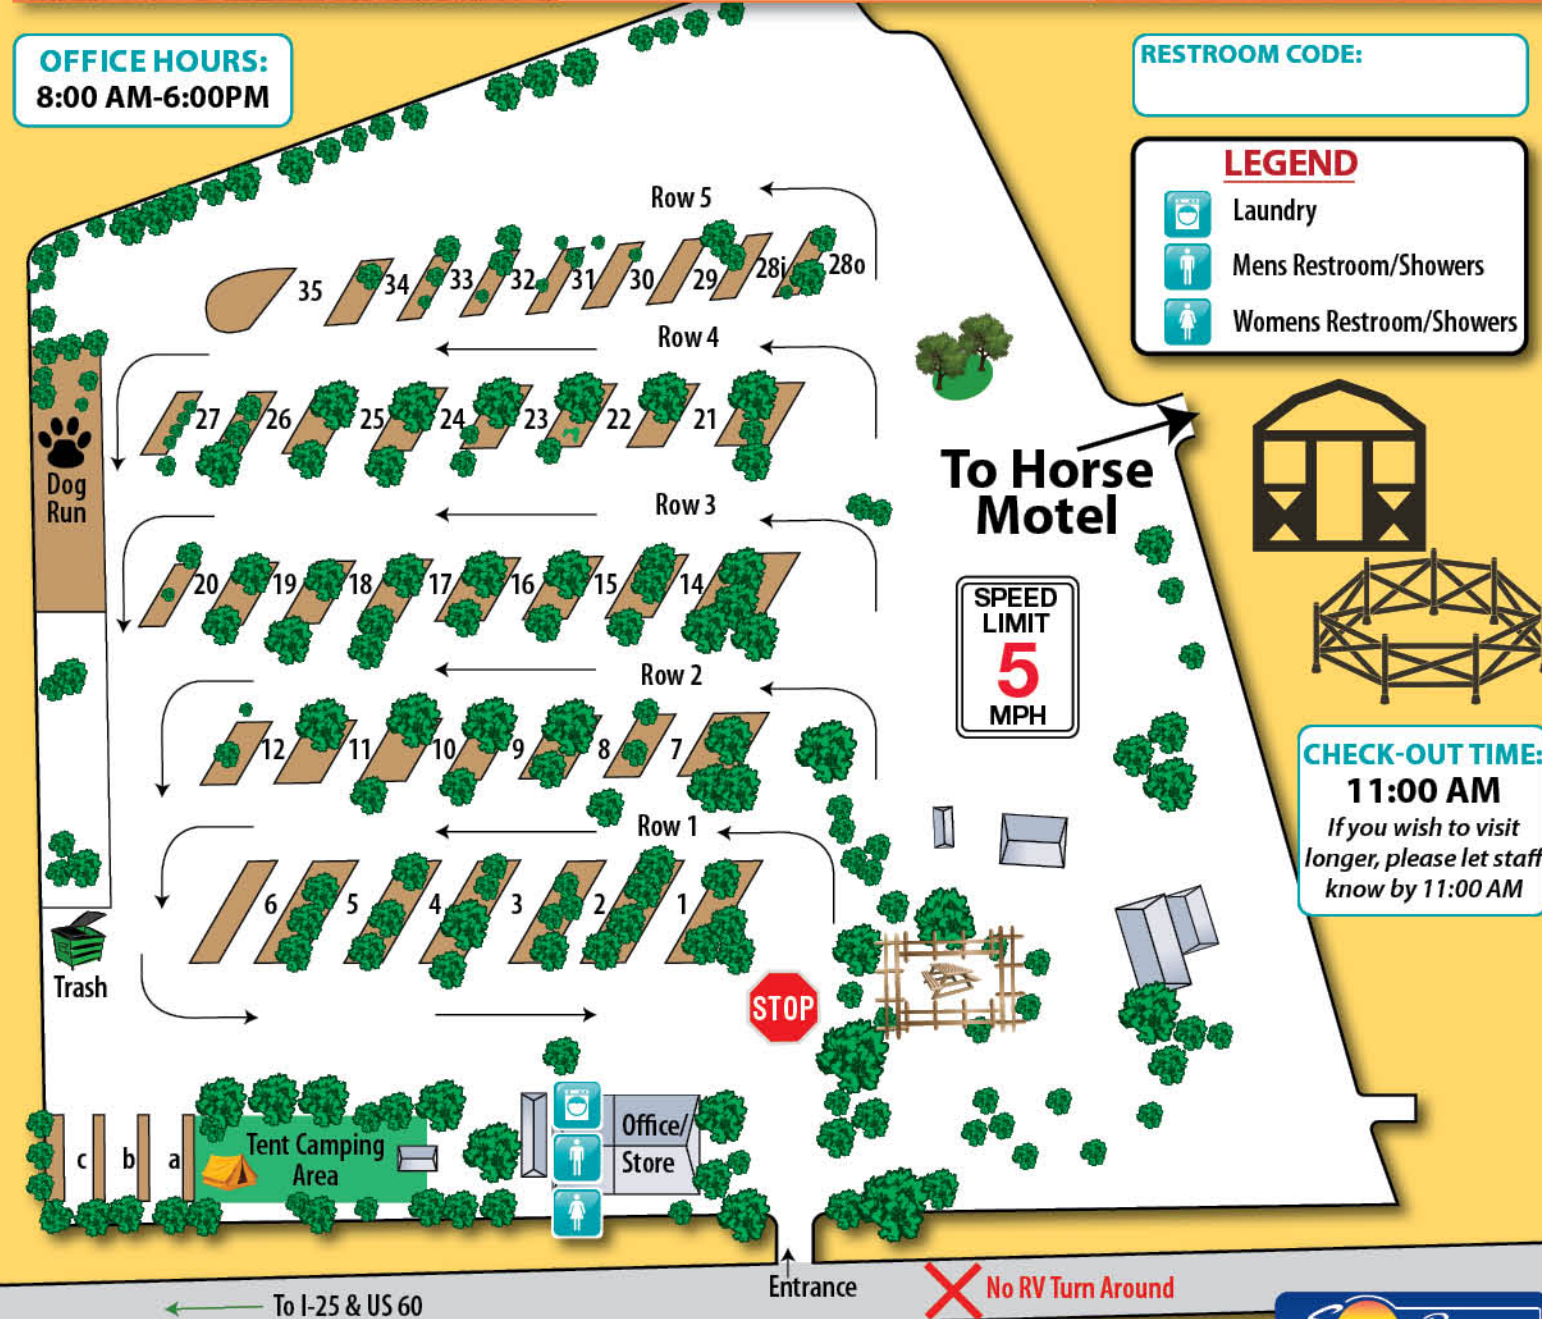 OFFICE HOURS:
8:00 AM-6:00PM
RESTROOM CODE:
LEGEND
Laundry
Mens Restroom/Showers
Womens Restroom/Showers
Row 5
35
34
33
32
31
30
29
28i
28o
Row 4
27
26
25
24
23
22
21
Dog
Run
To Horse
Motel
Row 3
20
19
18
17
16
15
14
SPEED
LIMIT
5
MPH
Row 2
12
11
10
9
8
7
CHECK-OUT TIME:
11:00 AM
If you wish to visit
longer, please let staff
know by 11:00 AM
Row 1
6
5
4
3
2
1
Trash
STOP
c
b
a
Tent Camping
Area
Office/
Store
Entrance
No RV Turn Around
To I-25 & US 60